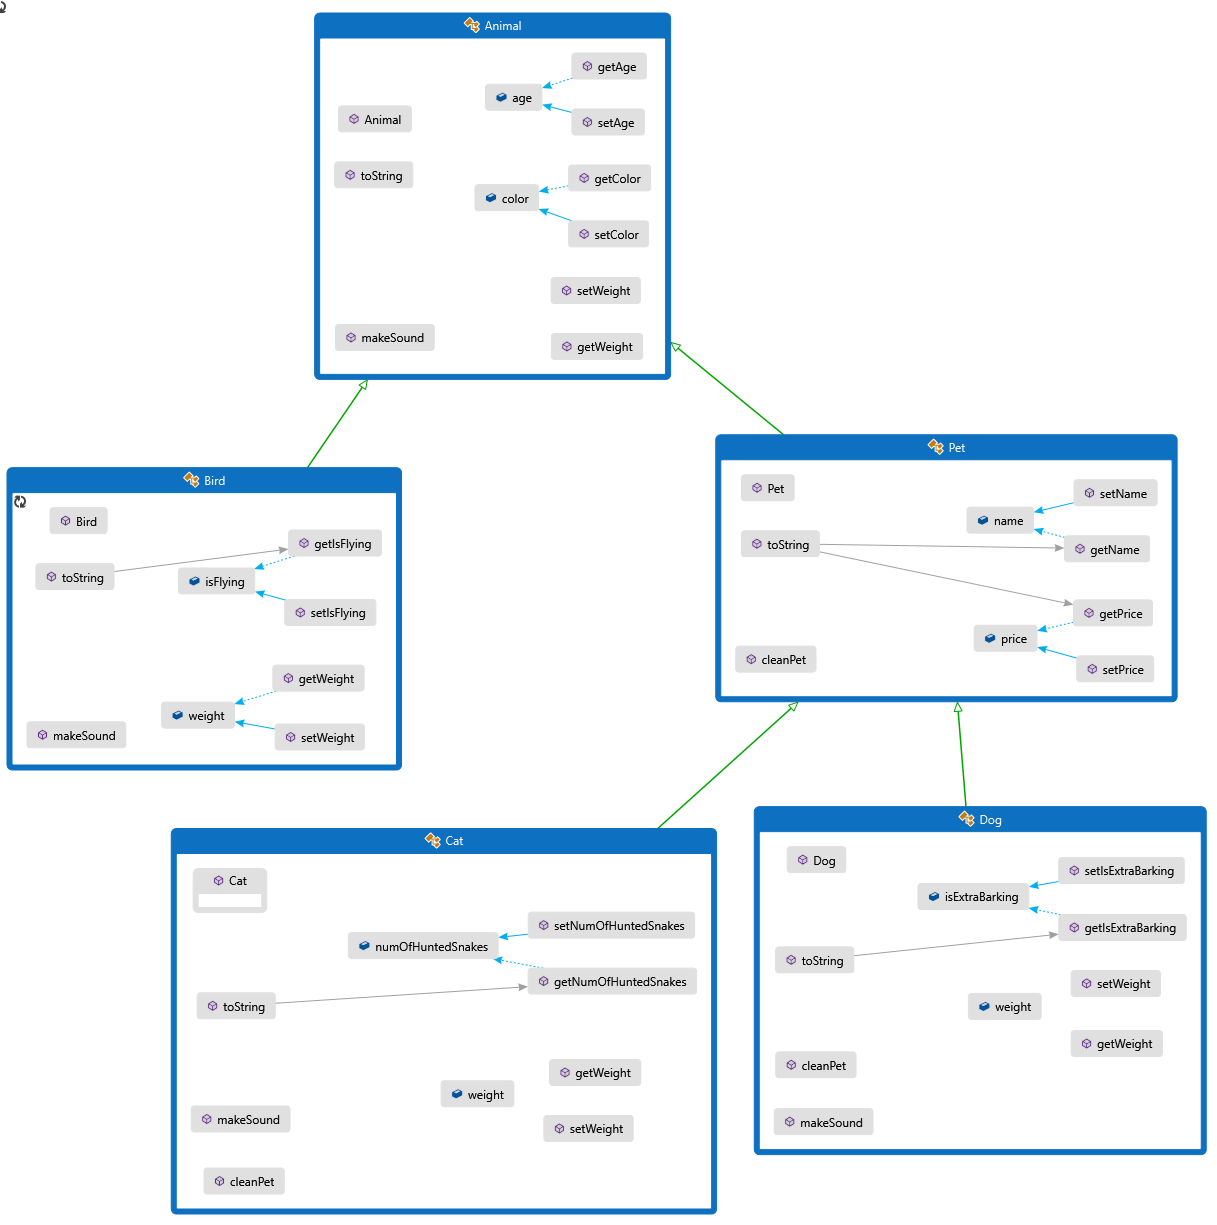 Animal
getAge
age
Animal
setAge
toString
getColor
color
setColor
setWeight
makeSound
getWeight
Bird
Bird
getIsFlying
toString
isFlying
setIsFlying
getWeight
weight
makeSound
setWeight
Pet
Pet
setName
name
toString
getName
getPrice
price
cleanPet
setPrice
Cat
Cat
setNumOfHuntedSnakes
numOfHuntedSnakes
getNumOfHuntedSnakes
toString
getWeight
weight
makeSound
setWeight
cleanPet
Dog
Dog
setIsExtraBarking
isExtraBarking
getIsExtraBarking
toString
setWeight
weight
getWeight
cleanPet
makeSound